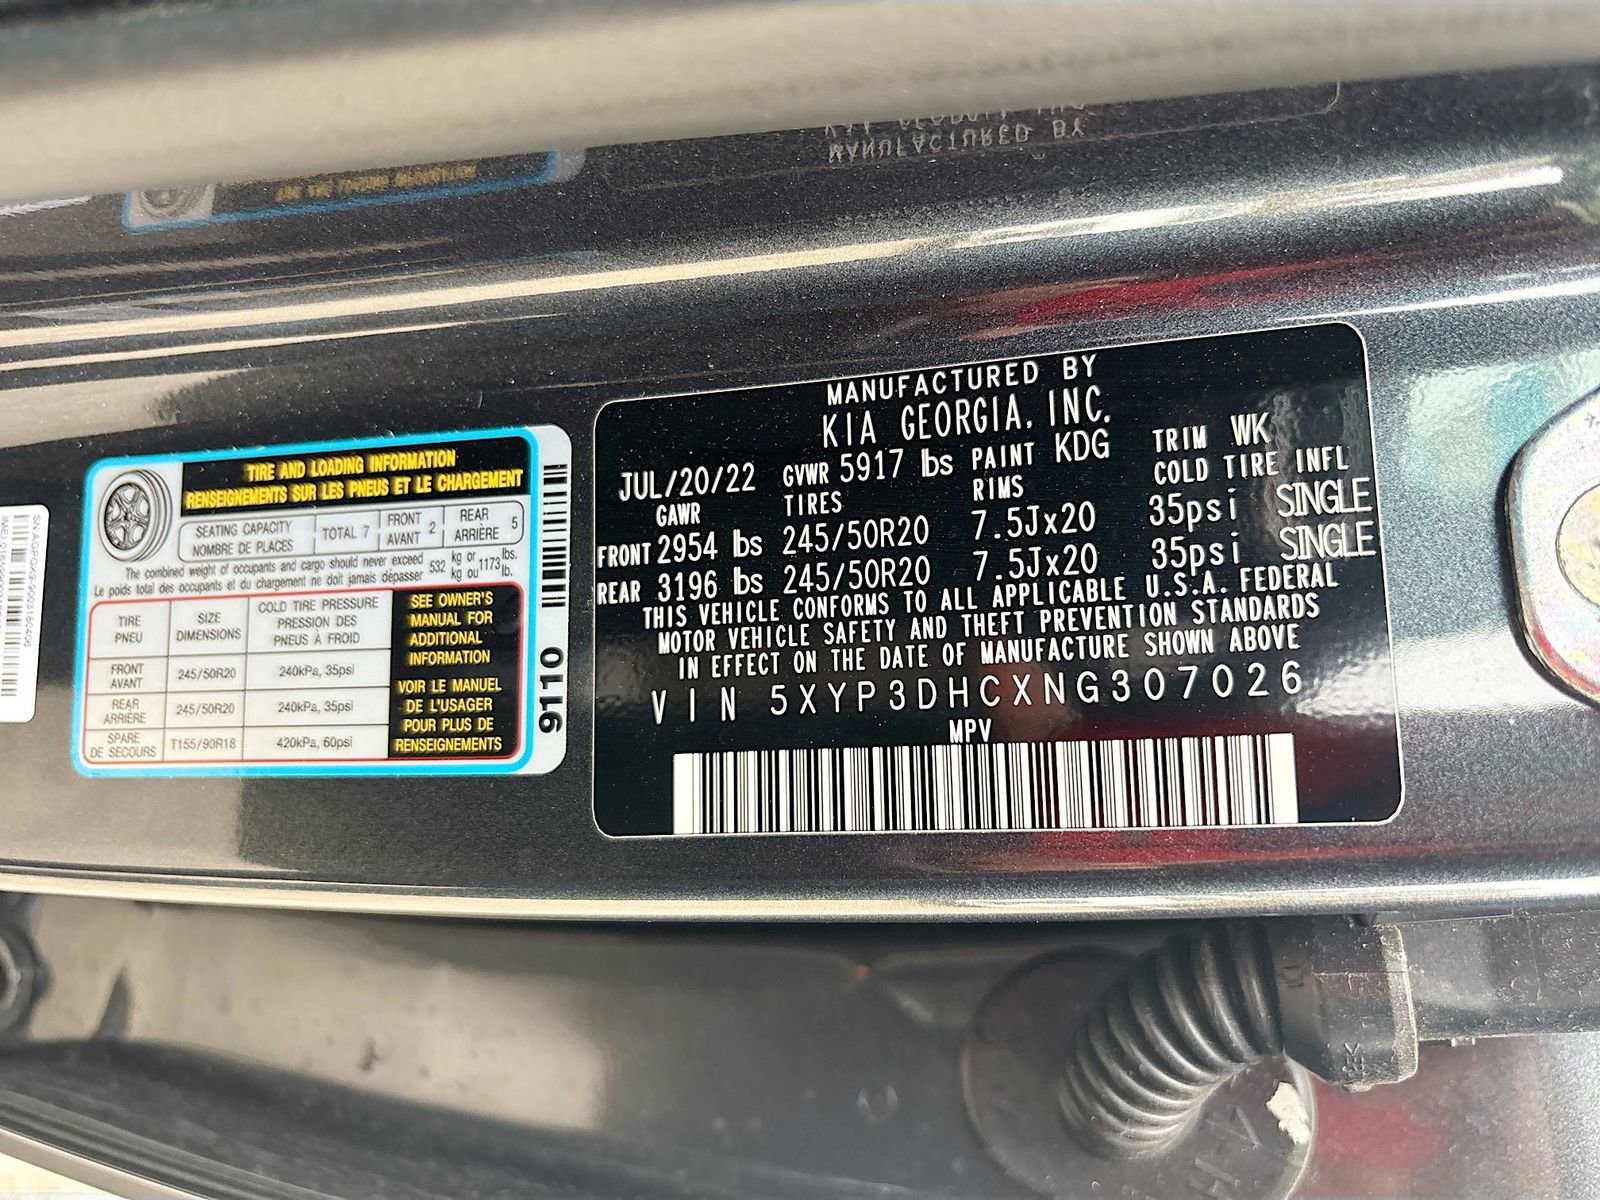 TIRE AND LOADING INFORMATION
RENSEIGNEMENTS SUR LES PNEUS ET LE CHARGEMENT
SEATING CAPACITY
NOMBRE DE PLACES
TOTAL 7
FRONT
AVANT
2
REAR
ARRIÈRE
5
The combined weight of occupants and cargo should never exceed
Le poids total des occupants et du chargement ne doit jamais dépasser
532
kg or
kg ou
1173
lbs.
lb.
TIRE
PNEU
SIZE
DIMENSIONS
COLD TIRE PRESSURE
PRESSION DES
PNEUS À FROID
FRONT
AVANT
245/50R20
240kPa, 35psi
REAR
ARRIÈRE
245/50R20
240kPa, 35psi
SPARE
DE SECOURS
T155/90R18
420kPa, 60psi
SEE OWNER'S
MANUAL FOR
ADDITIONAL
INFORMATION
VOIR LE MANUEL
DE L'USAGER
POUR PLUS DE
RENSEIGNEMENTS
9110
MANUFACTURED BY
KIA GEORGIA, INC.
JUL/20/22 GVWR 5917 lbs PAINT KDG TRIM WK
GAWR TIRES RIMS COLD TIRE INFL
FRONT 2954 lbs 245/50R20 7.5Jx20 35psi SINGLE
REAR 3196 lbs 245/50R20 7.5Jx20 35psi SINGLE
THIS VEHICLE CONFORMS TO ALL APPLICABLE U.S.A. FEDERAL
MOTOR VEHICLE SAFETY AND THEFT PREVENTION STANDARDS
IN EFFECT ON THE DATE OF MANUFACTURE SHOWN ABOVE
VIN 5XYP3DHCXNG307026
MPV